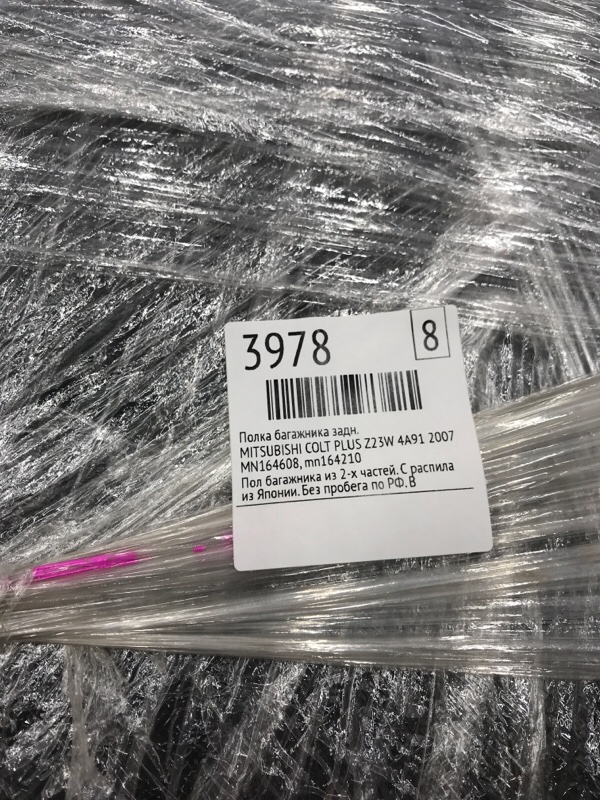 3978
8
Полка багажника задн.
MITSUBISHI COLT PLUS Z23W 4A91 2007
MN164608, mn164210
Пол багажника из 2-х частей. С распила
из Японии. Без пробега по РФ. В